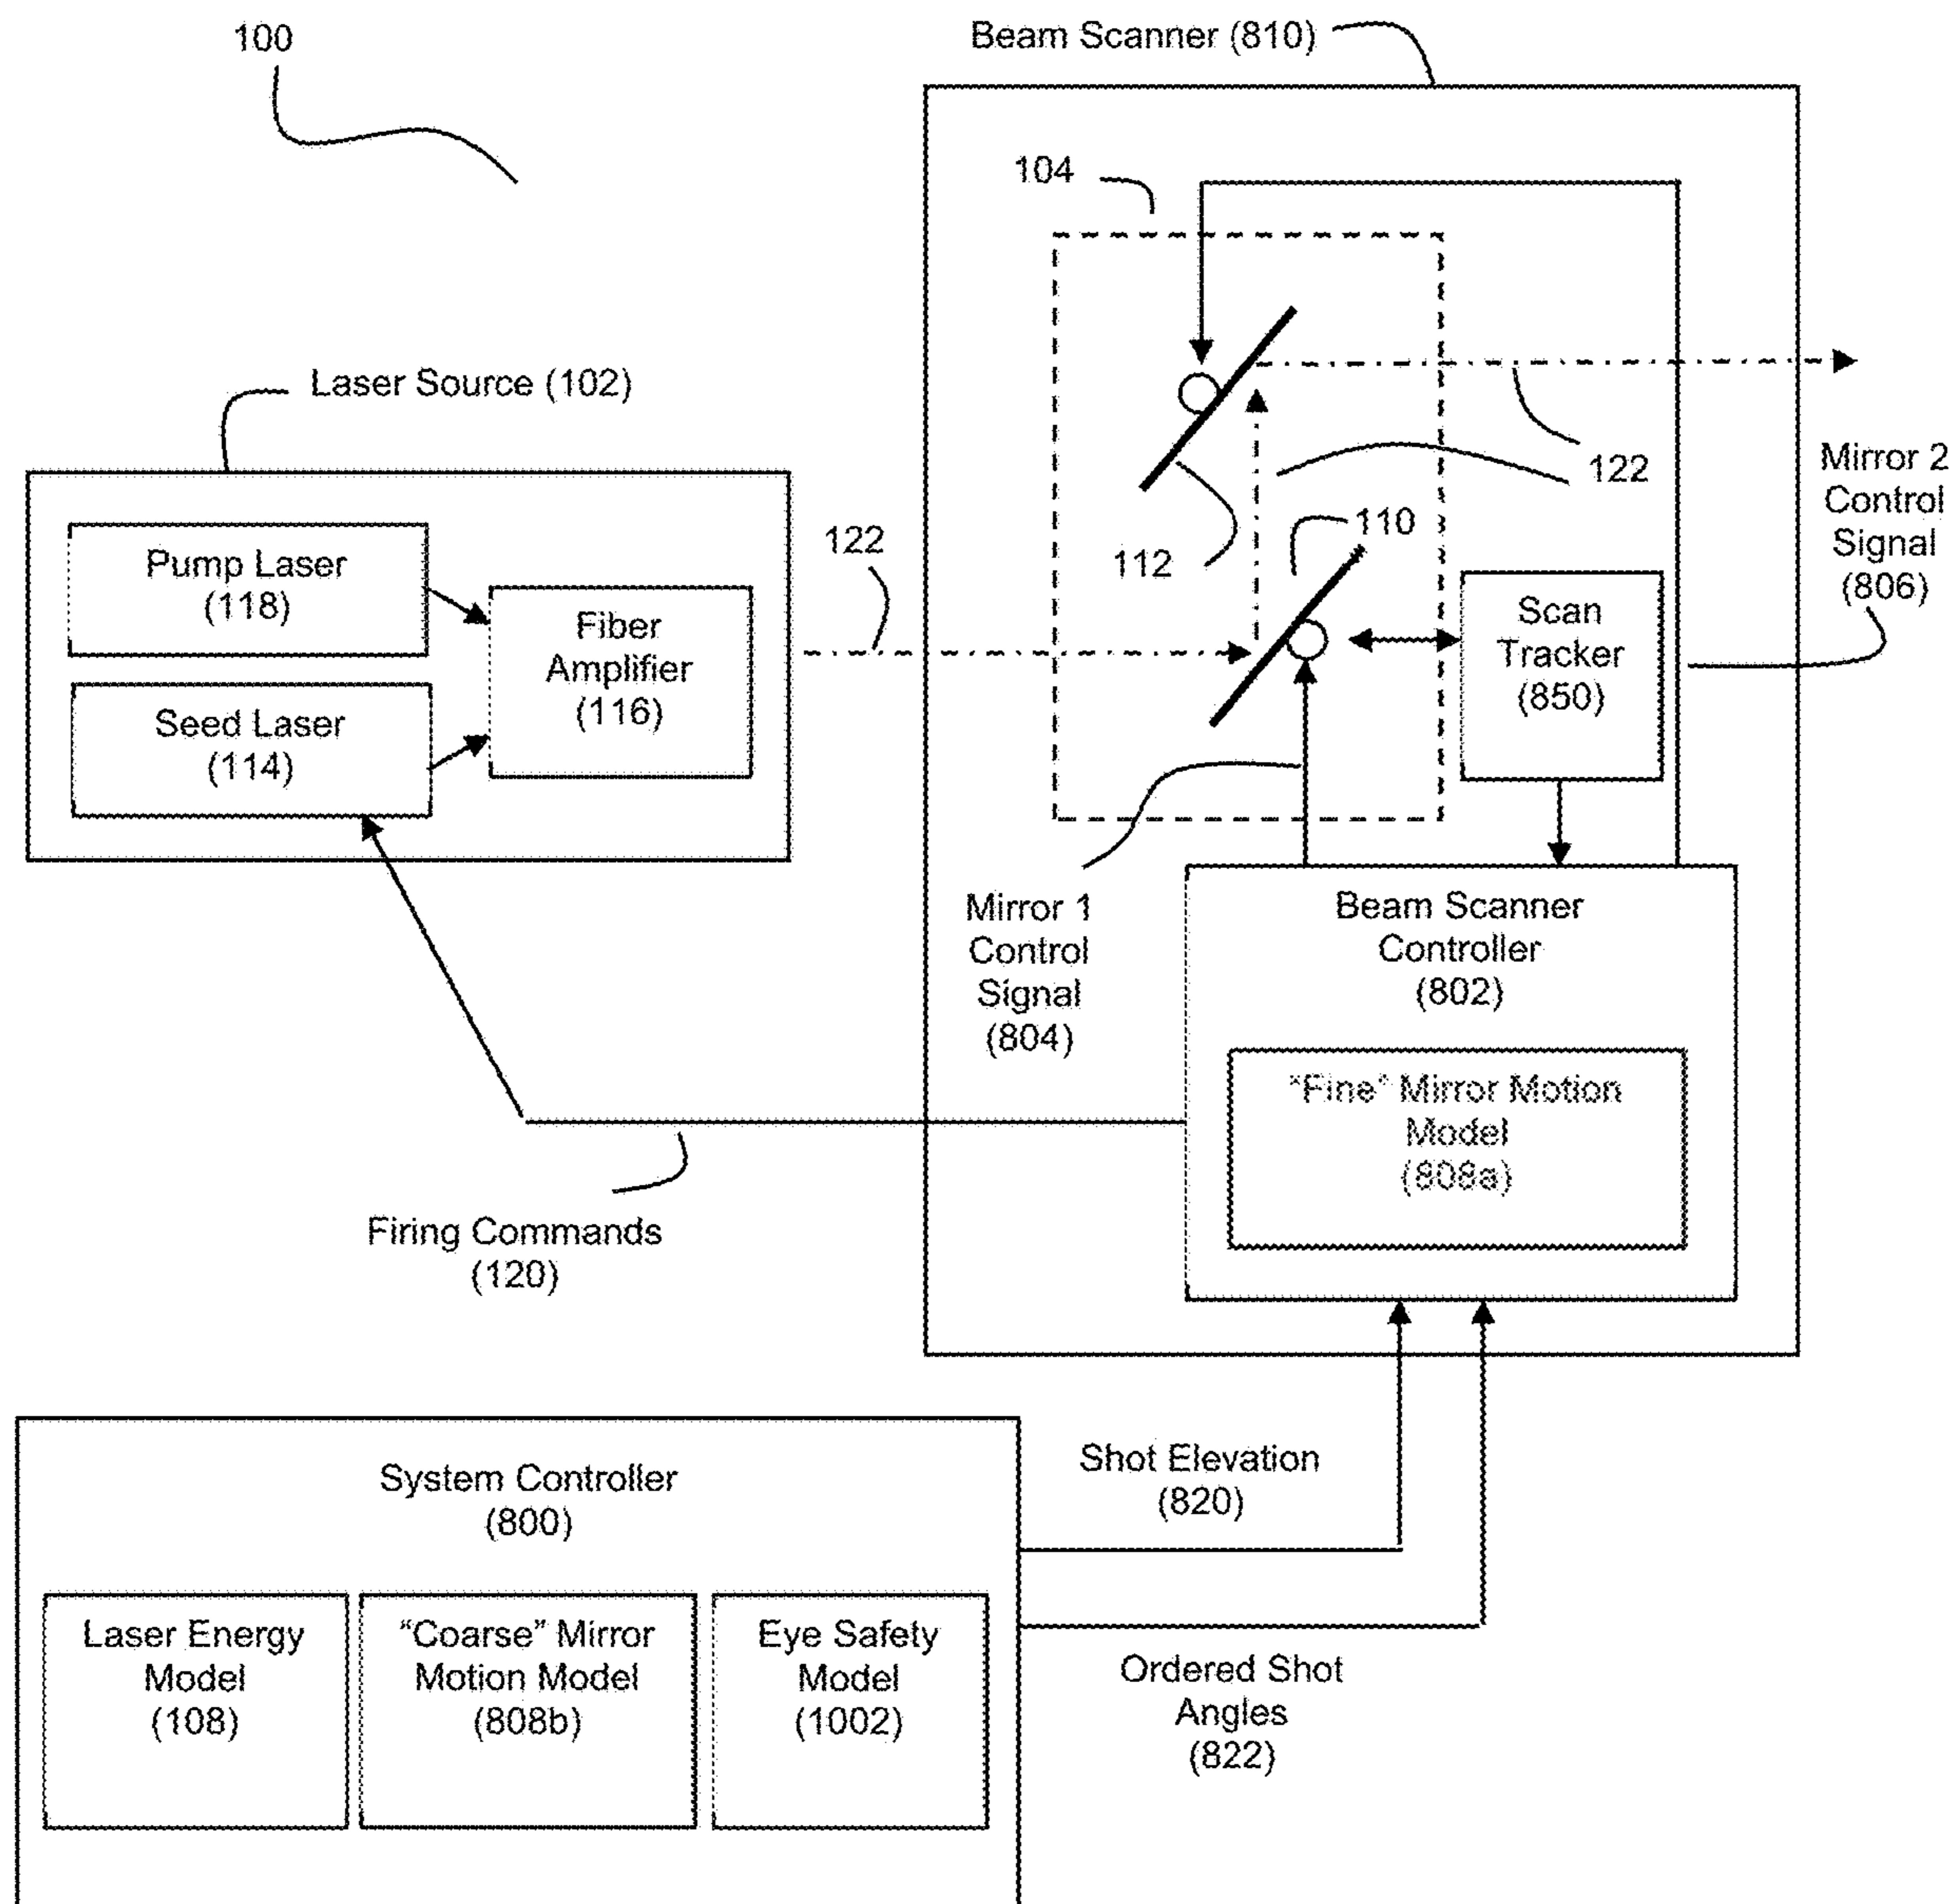 100
Beam Scanner (810)
104
Laser Source (102)
Pump Laser
(118)
Seed Laser
(114)
Fiber
Amplifier
(116)
122
112
110
122
Mirror 2
Control
Signal
(806)
Scan
Tracker
(850)
Mirror 1
Control
Signal
(804)
Beam Scanner
Controller
(802)
"Fine" Mirror Motion
Model
(808a)
Firing Commands
(120)
System Controller
(800)
Laser Energy
Model
(108)
“Coarse” Mirror
Motion Model
(808b)
Eye Safety
Model
(1002)
Shot Elevation
(820)
Ordered Shot
Angles
(822)